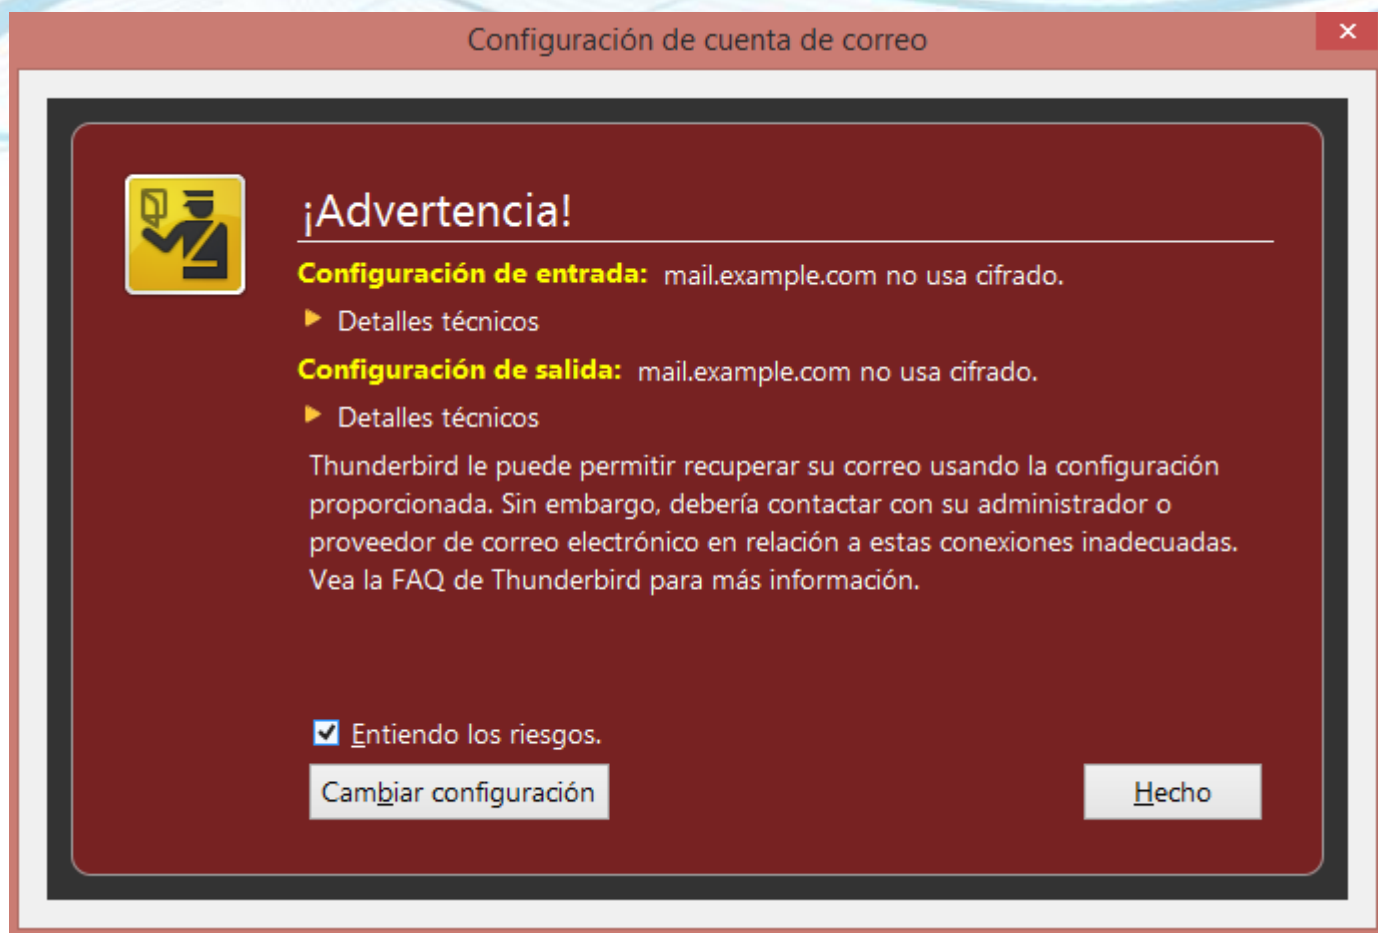 Configuración de cuenta de correo
¡Advertencia!
Configuración de entrada: mail.example.com no usa cifrado.
Detalles técnicos
Configuración de salida: mail.example.com no usa cifrado.
Detalles técnicos
Thunderbird le puede permitir recuperar su correo usando la configuración
proporcionada. Sin embargo, debería contactar con su administrador o
proveedor de correo electrónico en relación a estas conexiones inadecuadas.
Vea la FAQ de Thunderbird para más información.
Entiendo los riesgos.
Cambiar configuración
Hecho